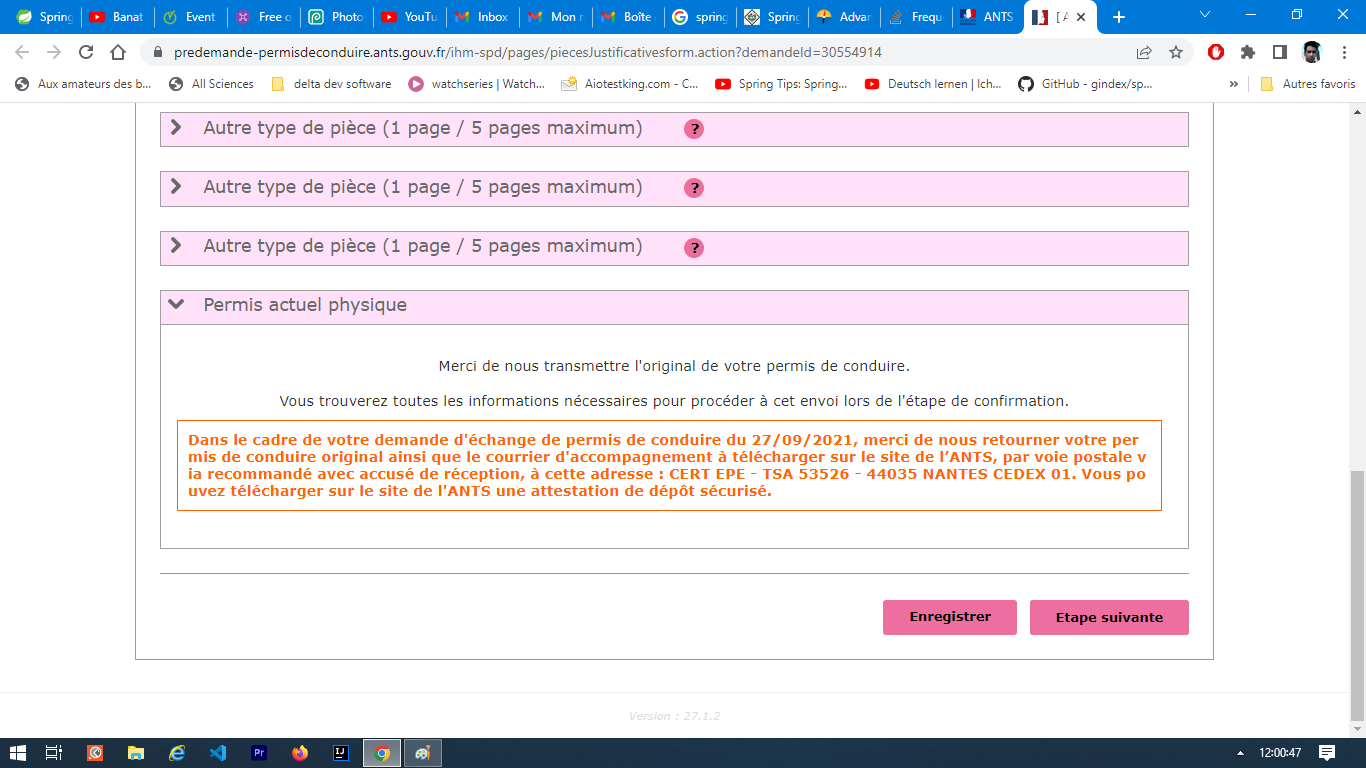 Spring
Banat
Event
Free o
Photo
YouTu
Inbox
Mon r
Boîte
spring
Spring
Advar
Frequ
ANTS
[ A
predemande-permisdeconduire.ants.gouv.fr/ihm-spd/pages/piecesJustificativesform.action?demandeId=30554914
Aux amateurs des b...
All Sciences
delta dev software
watchseries | Watch...
Aiotestking.com - C...
Spring Tips: Spring...
Deutsch lernen | Ich...
GitHub - gindex/sp...
»
Autres favoris
Autre type de pièce (1 page / 5 pages maximum) ?
Autre type de pièce (1 page / 5 pages maximum) ?
Autre type de pièce (1 page / 5 pages maximum) ?
Permis actuel physique
Merci de nous transmettre l'original de votre permis de conduire.
Vous trouverez toutes les informations nécessaires pour procéder à cet envoi lors de l'étape de confirmation.
Dans le cadre de votre demande d'échange de permis de conduire du 27/09/2021, merci de nous retourner votre per
mis de conduire original ainsi que le courrier d'accompagnement à télécharger sur le site de l’ANTS, par voie postale v
ia recommandé avec accusé de réception, à cette adresse : CERT EPE - TSA 53526 - 44035 NANTES CEDEX 01. Vous po
uvez télécharger sur le site de l'ANTS une attestation de dépôt sécurisé.
Enregistrer
Etape suivante
Version : 27.1.2
Pr
IJ
12:00:47